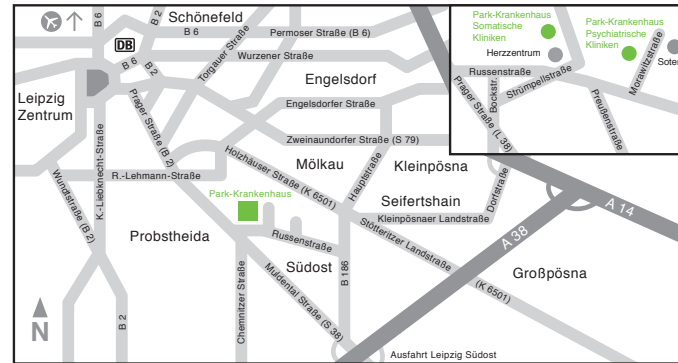 B 6
B 2
Schönefeld
B 6
Permoser Straße (B 6)
DB
B 6
B 2
Torgauer Straße
Wurzener Straße
Engelsdorf
Leipzig
Zentrum
Prager Straße (B 2)
Engelsdorfer Straße
K.-Liebknecht-Straße
Zweinaundorfer Straße (S 79)
Holzhäuser Straße (K 6501)
Mölkau
Hauptstraße
Kleinpösna
R.-Lehmann-Straße
Wundtstraße (B 2)
Park-Krankenhaus
Seifertshain
Dorfstraße
Kleinpösnaer Landstraße
A 14
Probstheida
Russenstraße
Stötteritzer Landstraße
(K 6501)
A 38
Südost
B 186
Großpösna
Chemnitzer Straße
Muldental Straße (S 38)
B 2
N
Ausfahrt Leipzig Südost
Park-Krankenhaus
Somatische
Kliniken
Herzzentrum
Park-Krankenhaus
Psychiatrische
Kliniken
Russenstraße
Bockstr.
Strümpellstraße
Prager Straße (L 38)
Preußenstraße
Morawitzstraße
Soter